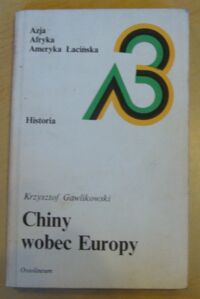 Azja
Afryka
Ameryka Łacińska
Historia
Krzysztof Gawlikowski
Chiny
wobec Europy
Ossolineum